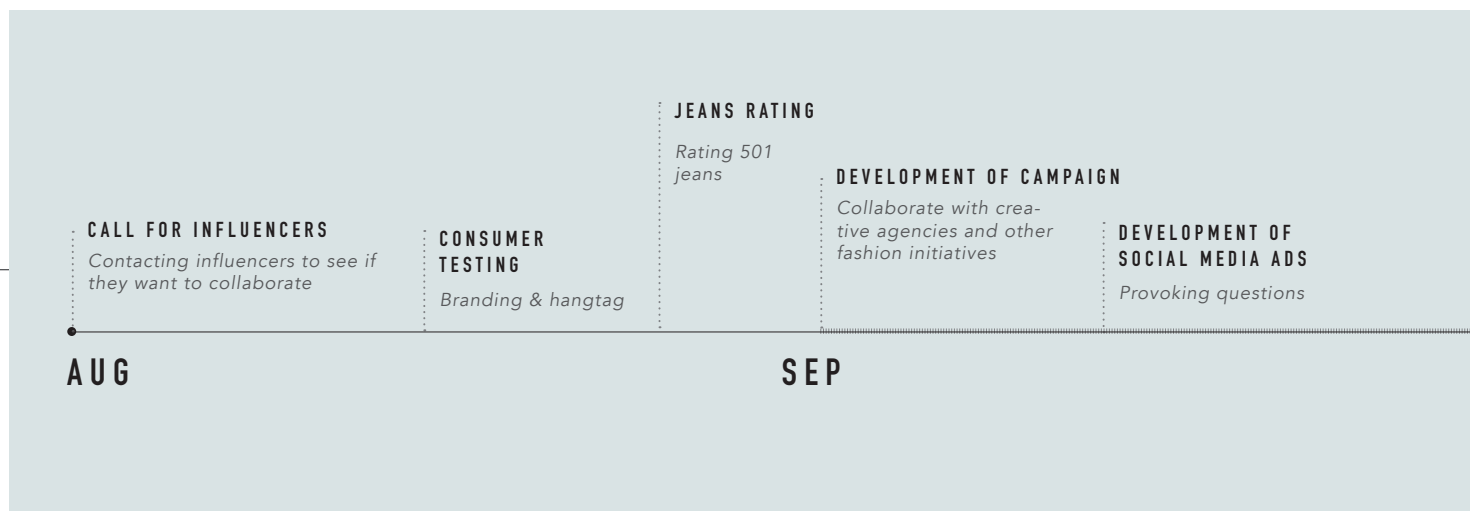 CALL FOR INFLUENCERS
Contacting influencers to see if
they want to collaborate
CONSUMER
TESTING
Branding & hangtag
JEANS RATING
Rating 501
jeans
DEVELOPMENT OF CAMPAIGN
Collaborate with crea-
tive agencies and other
fashion initiatives
DEVELOPMENT OF
SOCIAL MEDIA ADS
Provoking questions
AUG
SEP